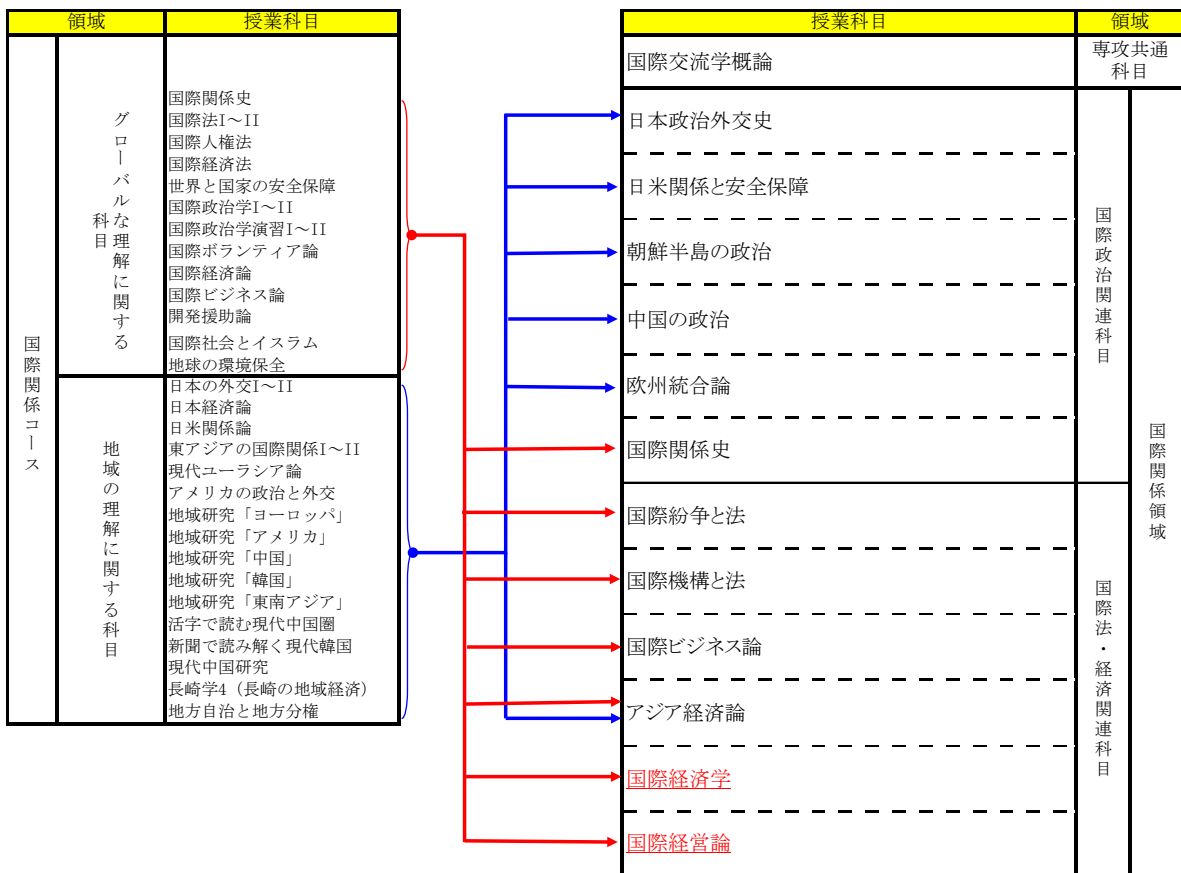 領域
授業科目
国際関係コース
グローバルな理解に関する
科目
国際関係史
国際法I～II
国際人権法
国際経済法
世界と国家の安全保障
国際政治学I～II
国際政治学演習I～II
国際ボランティア論
国際経済論
国際ビジネス論
開発援助論
国際社会とイスラム
地球の環境保全
地域の理解に関する科目
日本の外交I～II
日本経済論
日米関係論
東アジアの国際関係I～II
現代ユーラシア論
アメリカの政治と外交
地域研究「ヨーロッパ」
地域研究「アメリカ」
地域研究「中国」
地域研究「韓国」
地域研究「東南アジア」
活字で読む現代中国圏
新聞で読み解く現代韓国
現代中国研究
長崎学4（長崎の地域経済）
地方自治と地方分権
授業科目
領域
国際交流学概論
専攻共通
科目
日本政治外交史
日米関係と安全保障
朝鮮半島の政治
中国の政治
欧州統合論
国際関係史
国際政治関連科目
国際紛争と法
国際機構と法
国際ビジネス論
アジア経済論
国際経済学
国際経営論
国際法・経済関連科目
国際関係領域